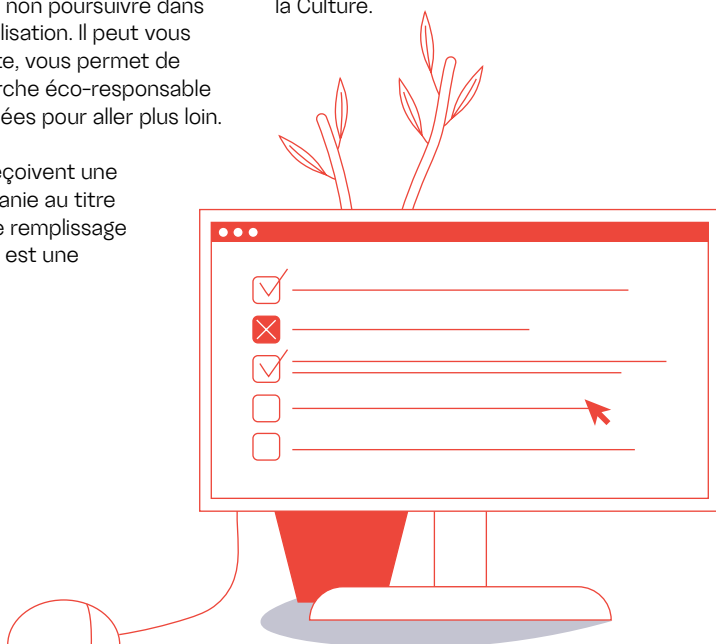 non poursuivre dans
lisation. Il peut vous
te, vous permet de
rche éco-responsable
ées pour aller plus loin.
eçoivent une
anie au titre
e remplissage
est une
la Culture.